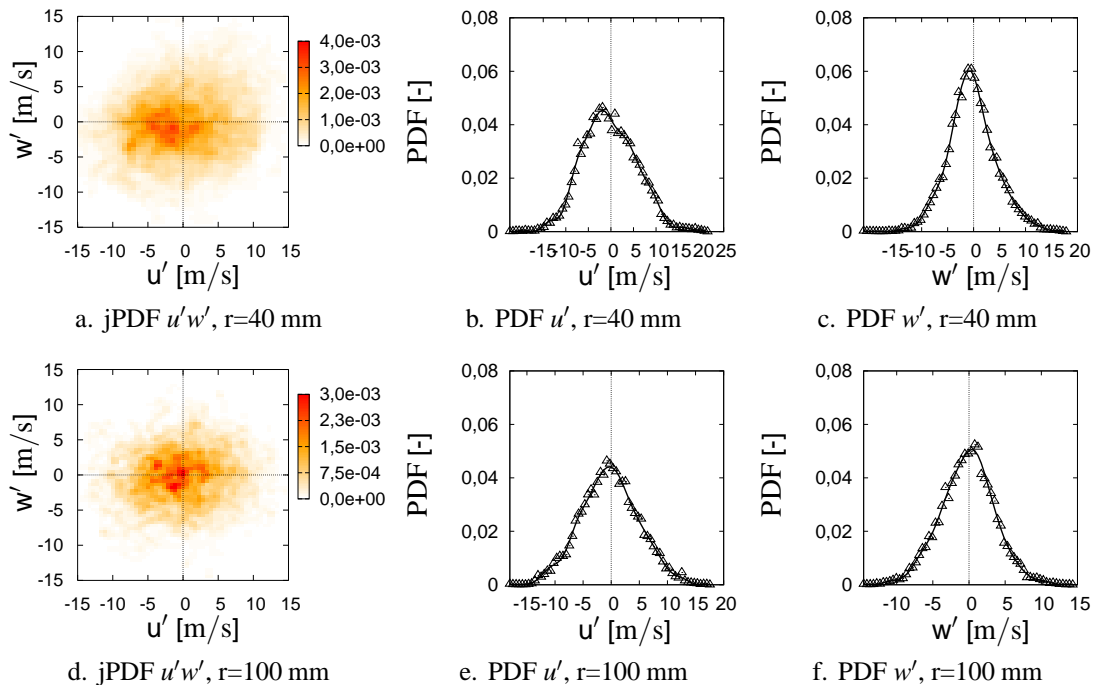 15
10
5
0
-5
-10
-15
-15 -10 -5 0 5 10 15
w′ [m/s]
u′ [m/s]
4,0e-03
3,0e-03
2,0e-03
1,0e-03
0,0e+00
a. jPDF u′w′, r=40 mm
0,08
0,06
0,04
0,02
0
PDF [-]
-15-10 -5 0 5 10 15 20 25
u′ [m/s]
b. PDF u′, r=40 mm
0,08
0,06
0,04
0,02
0
PDF [-]
-15-10 -5 0 5 10 15 20
w′ [m/s]
c. PDF w′, r=40 mm
15
10
5
0
-5
-10
-15
-15 -10 -5 0 5 10 15
w′ [m/s]
u′ [m/s]
3,0e-03
2,3e-03
1,5e-03
7,5e-04
0,0e+00
d. jPDF u′w′, r=100 mm
0,08
0,06
0,04
0,02
0
PDF [-]
-15-10 -5 0 5 10 15 20
u′ [m/s]
e. PDF u′, r=100 mm
0,08
0,06
0,04
0,02
0
PDF [-]
-10 -5 0 5 10 15
w′ [m/s]
f. PDF w′, r=100 mm